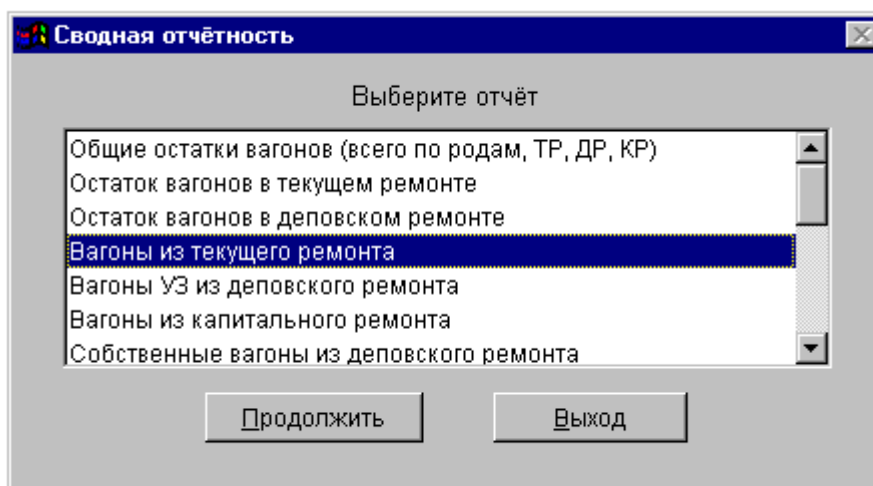 Сводная отчётность
Выберите отчёт
Общие остатки вагонов (всего по родам, ТР, ДР, КР)
Остаток вагонов в текущем ремонте
Остаток вагонов в деповском ремонте
Вагоны из текущего ремонта
Вагоны УЗ из деповского ремонта
Вагоны из капитального ремонта
Собственные вагоны из деповского ремонта
Продолжить Выход